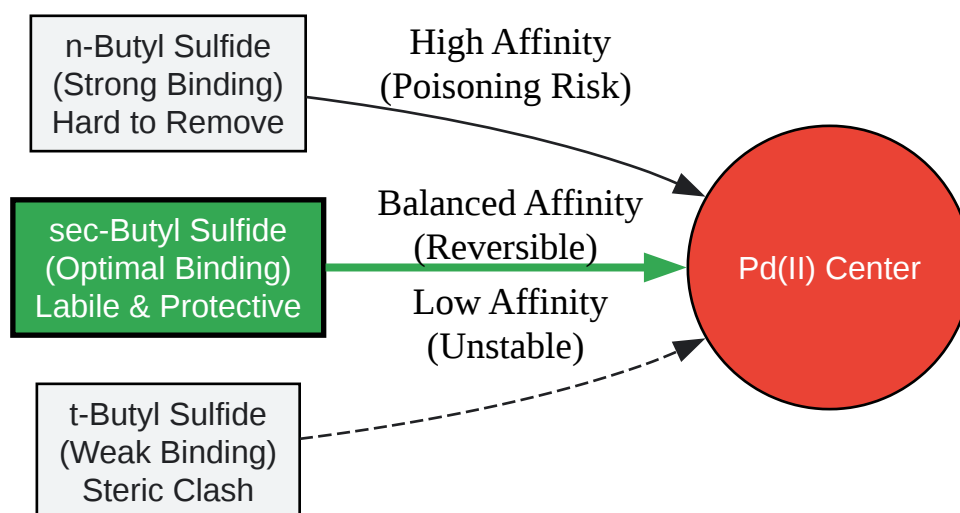 n-Butyl Sulfide
(Strong Binding)
Hard to Remove
High Affinity
(Poisoning Risk)
sec-Butyl Sulfide
(Optimal Binding)
Labile & Protective
Balanced Affinity
(Reversible)
Pd(II) Center
Low Affinity
(Unstable)
t-Butyl Sulfide
(Weak Binding)
Steric Clash